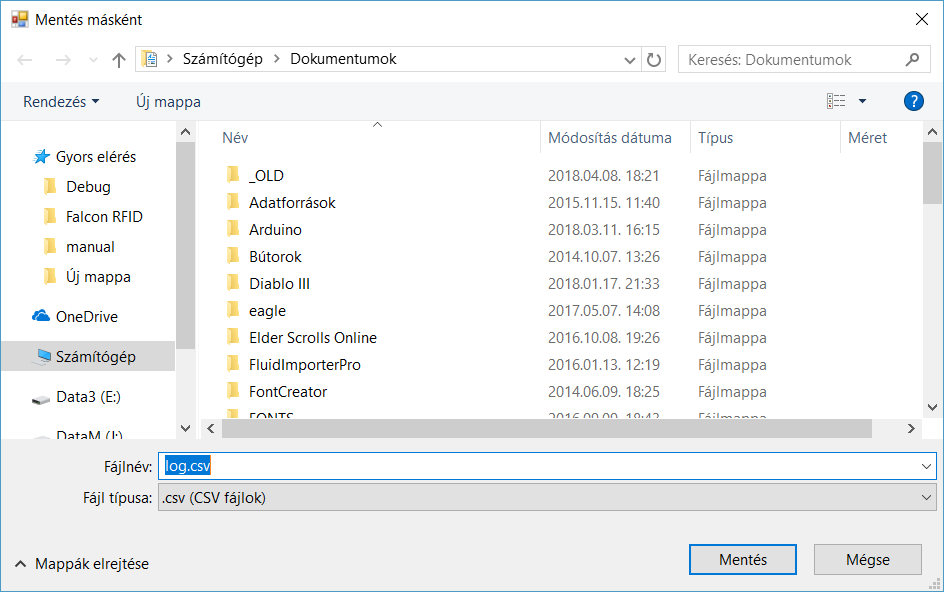 Mentés másként
Számítógép Dokumentumok
Keresés: Dokumentumok
Rendezés Új mappa
Név Módosítás dátuma Típus Méret
Gyors elérés
Debug
Falcon RFID
manual
Új mappa
OneDrive
Számítógép
Data3 (E:)
DataM (I:)
_OLD 2018.04.08. 18:21 Fájlmappa
Adatforrások 2015.11.15. 11:40 Fájlmappa
Arduino 2018.03.11. 16:15 Fájlmappa
Bútorok 2014.10.07. 13:26 Fájlmappa
Diablo III 2018.01.17. 21:33 Fájlmappa
eagle 2017.05.07. 14:08 Fájlmappa
Elder Scrolls Online 2016.10.08. 19:26 Fájlmappa
FluidImporterPro 2016.01.13. 12:19 Fájlmappa
FontCreator 2014.06.09. 18:25 Fájlmappa
FONTS 2016.09.09. 18:43 Fájlmappa
Fájlnév: log.csv
Fájl típusa: .csv (CSV fájlok)
Mappák elrejtése
Mentés Mégse